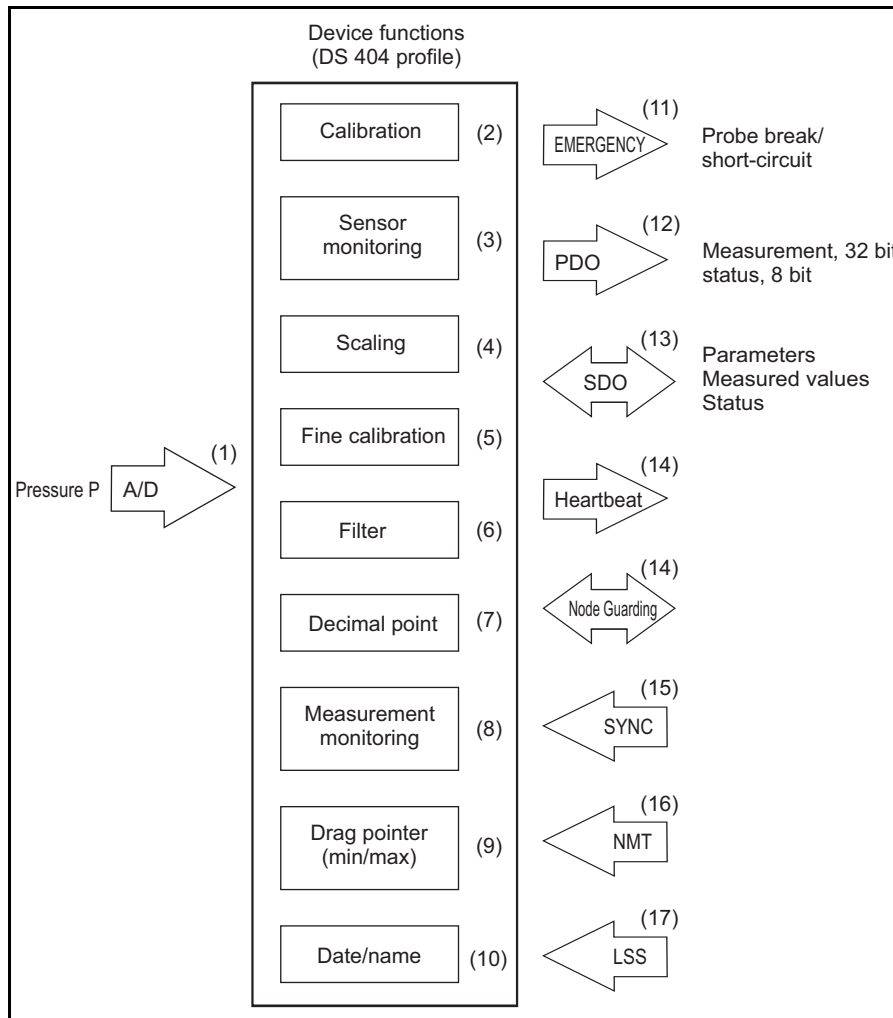 Device functions
(DS 404 profile)
Pressure P
A/D
(1)
Calibration
(2)
Sensor
monitoring
(3)
Scaling
(4)
Fine calibration
(5)
Filter
(6)
Decimal point
(7)
Measurement
monitoring
(8)
Drag pointer
(min/max)
(9)
Date/name
(10)
(11)
EMERGENCY
Probe break/
short-circuit
(12)
PDO
Measurement, 32 bit
status, 8 bit
(13)
SDO
Parameters
Measured values
Status
(14)
Heartbeat
(14)
Node Guarding
(15)
SYNC
(16)
NMT
(17)
LSS